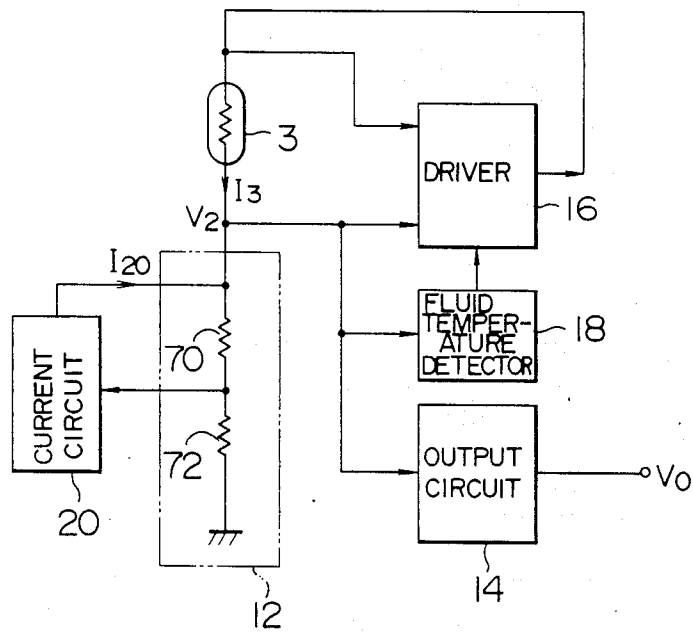 3
DRIVER
16
I3
V2
I20
FLUID
TEMPER-
ATURE
DETECTOR
18
70
CURRENT
CIRCUIT
72
OUTPUT
CIRCUIT
VO
20
14
12